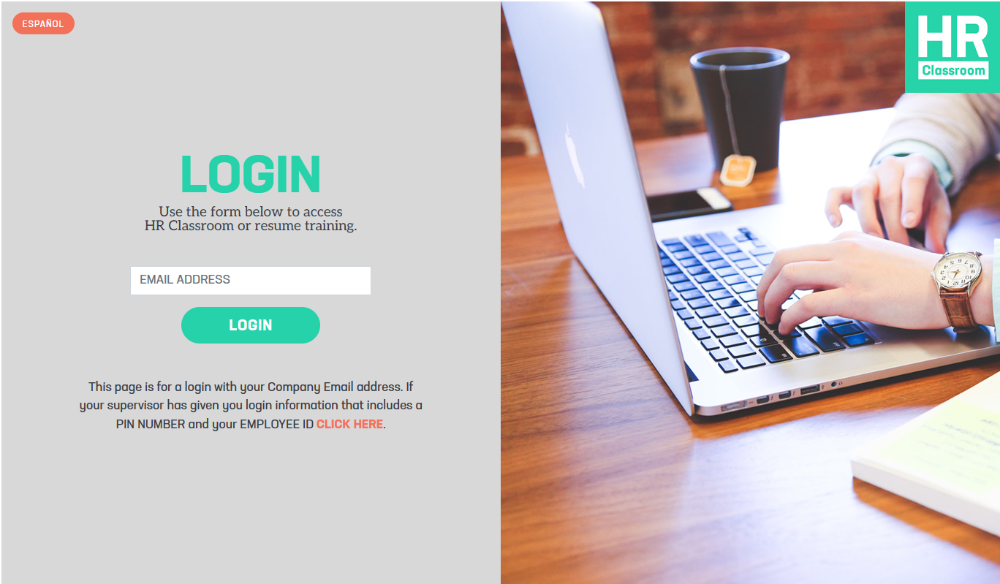 ESPAÑOL
LOGIN
Use the form below to access
HR Classroom or resume training.
EMAIL ADDRESS
LOGIN
This page is for a login with your Company Email address. If
your supervisor has given you login information that includes a
PIN NUMBER and your EMPLOYEE ID CLICK HERE.
HR
Classroom